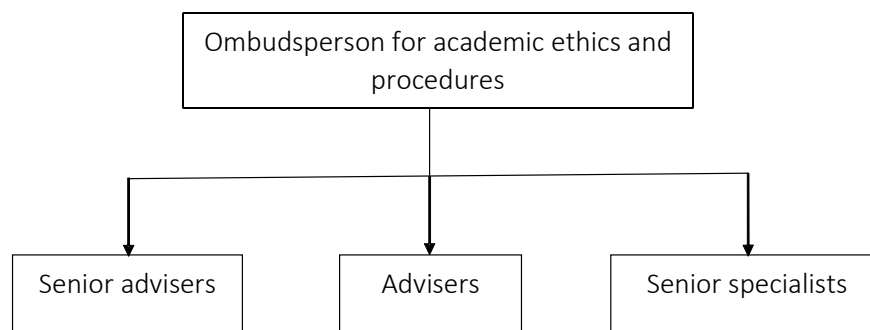 Ombudsperson for academic ethics and
procedures
Senior advisers
Advisers
Senior specialists